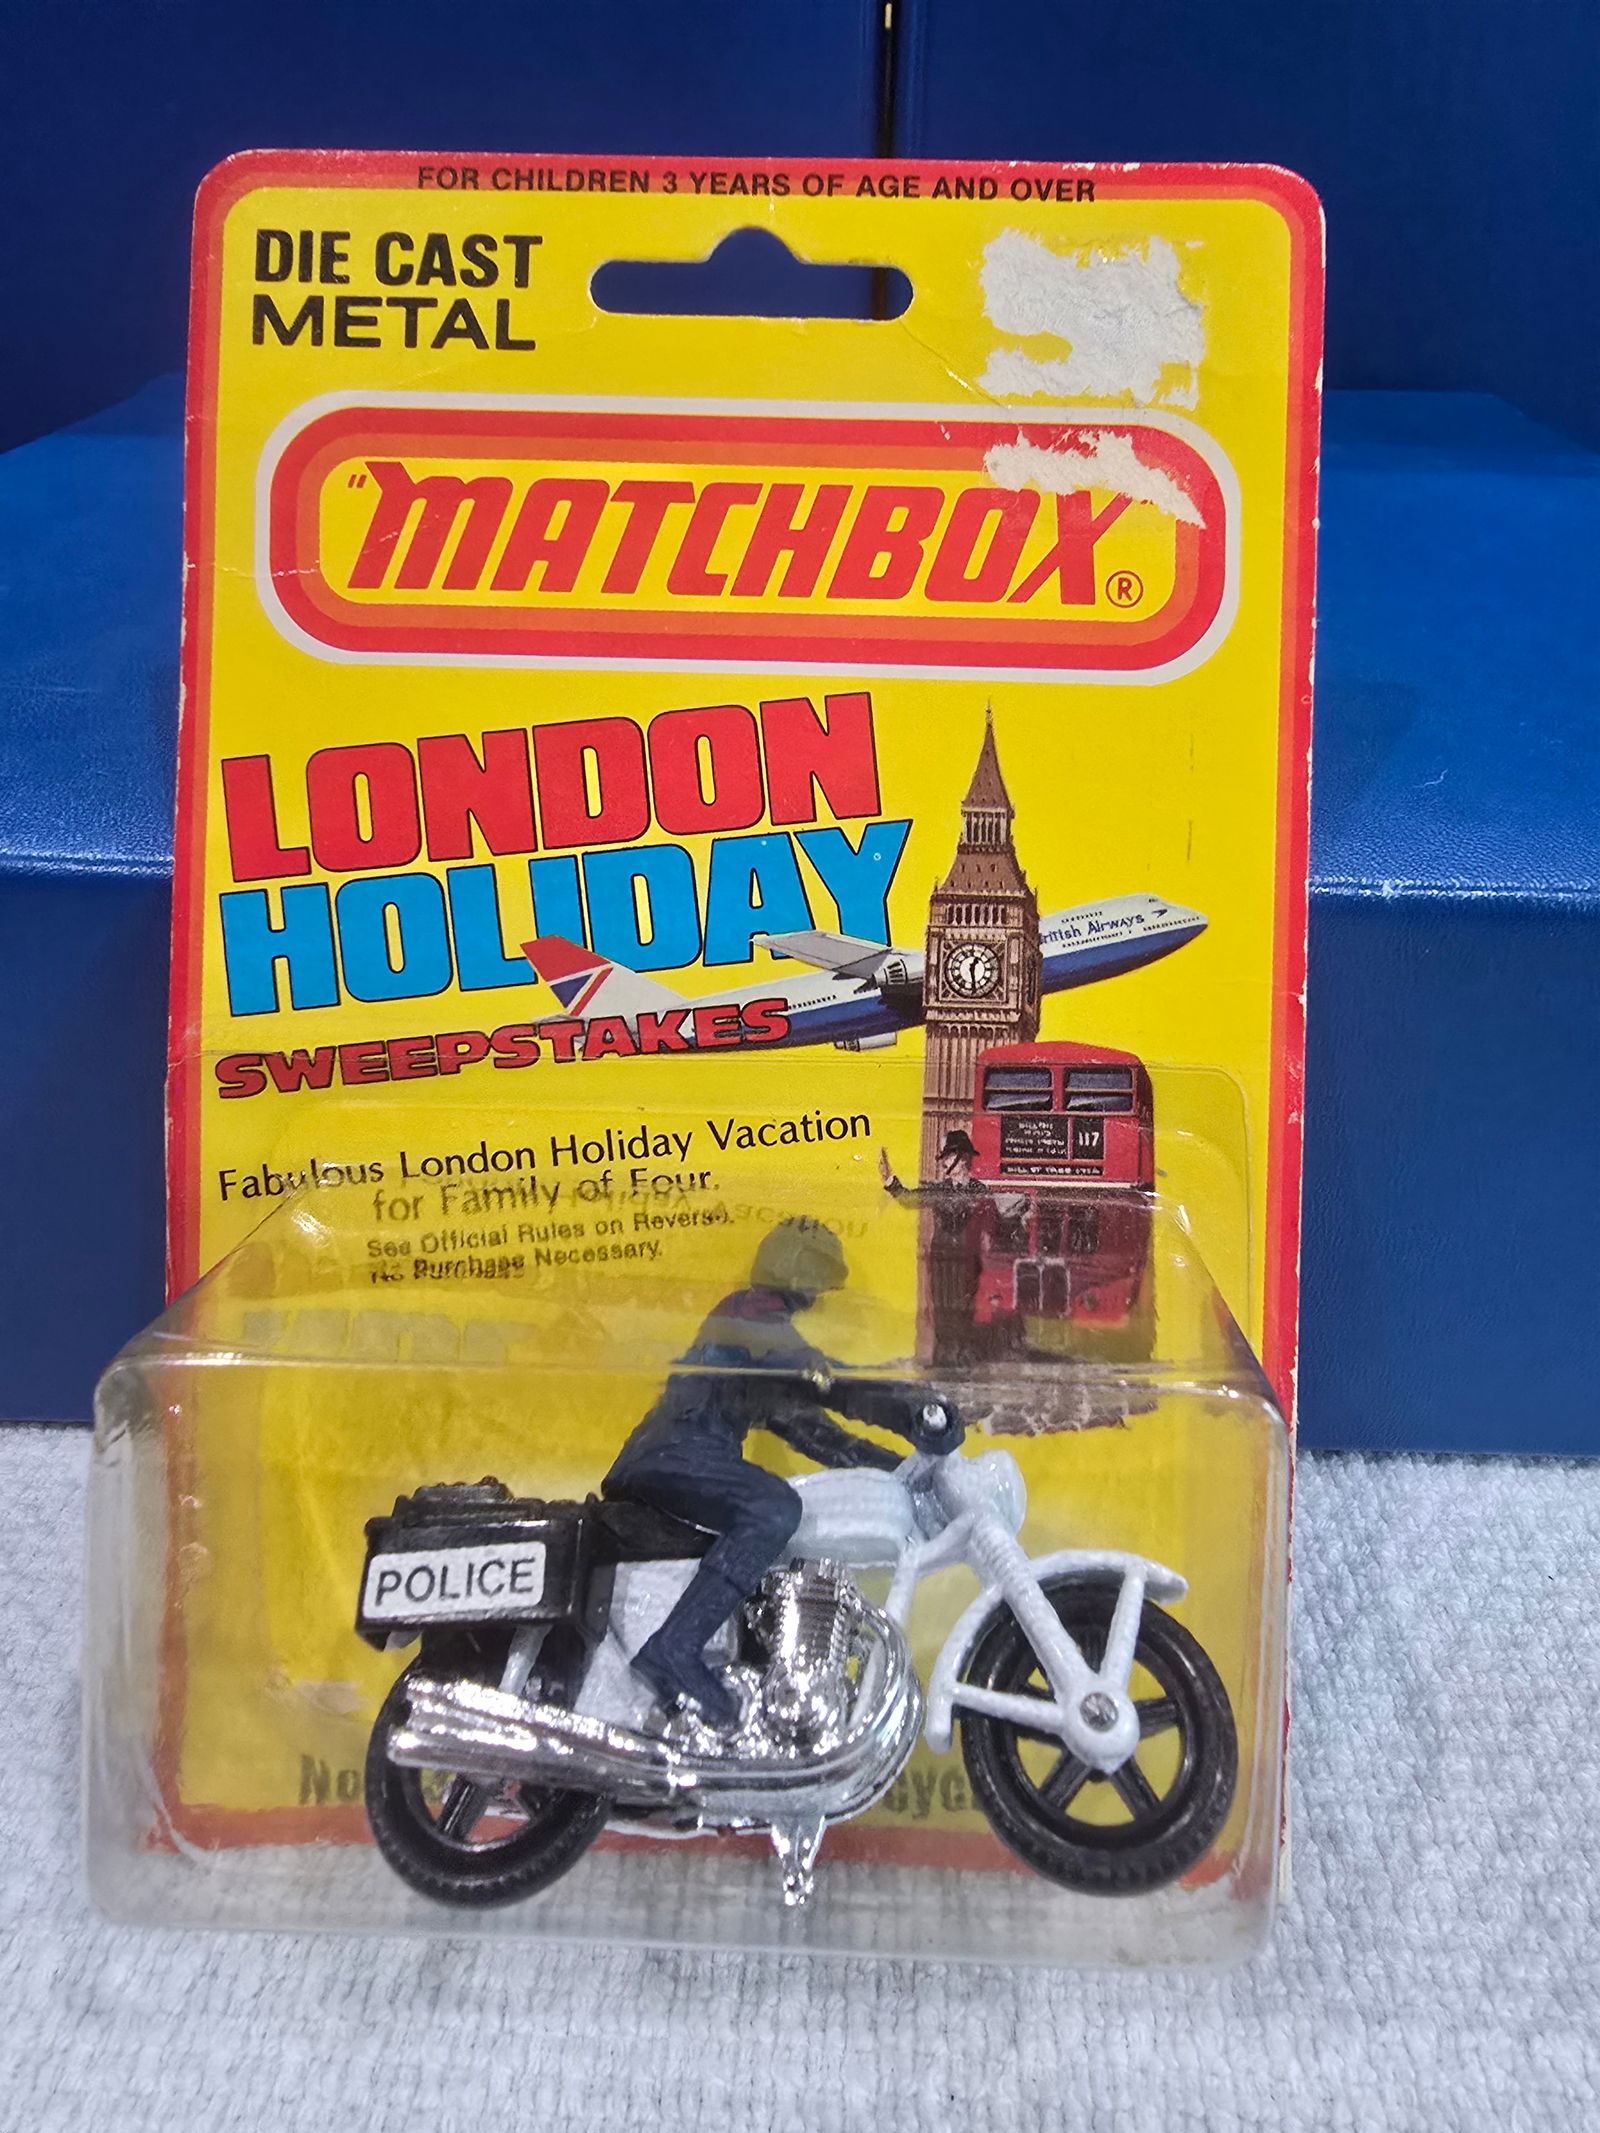 FOR CHILDREN 3 YEARS OF AGE AND OVER
DIE CAST
METAL
"MATCHBOX"®
LONDON
HOLIDAY
British Airways
SWEEPSTAKES
117
Fabulous London Holiday Vacation
for Family of Four.
See Official Rules on Reverse.
No Purchase Necessary.
POLICE